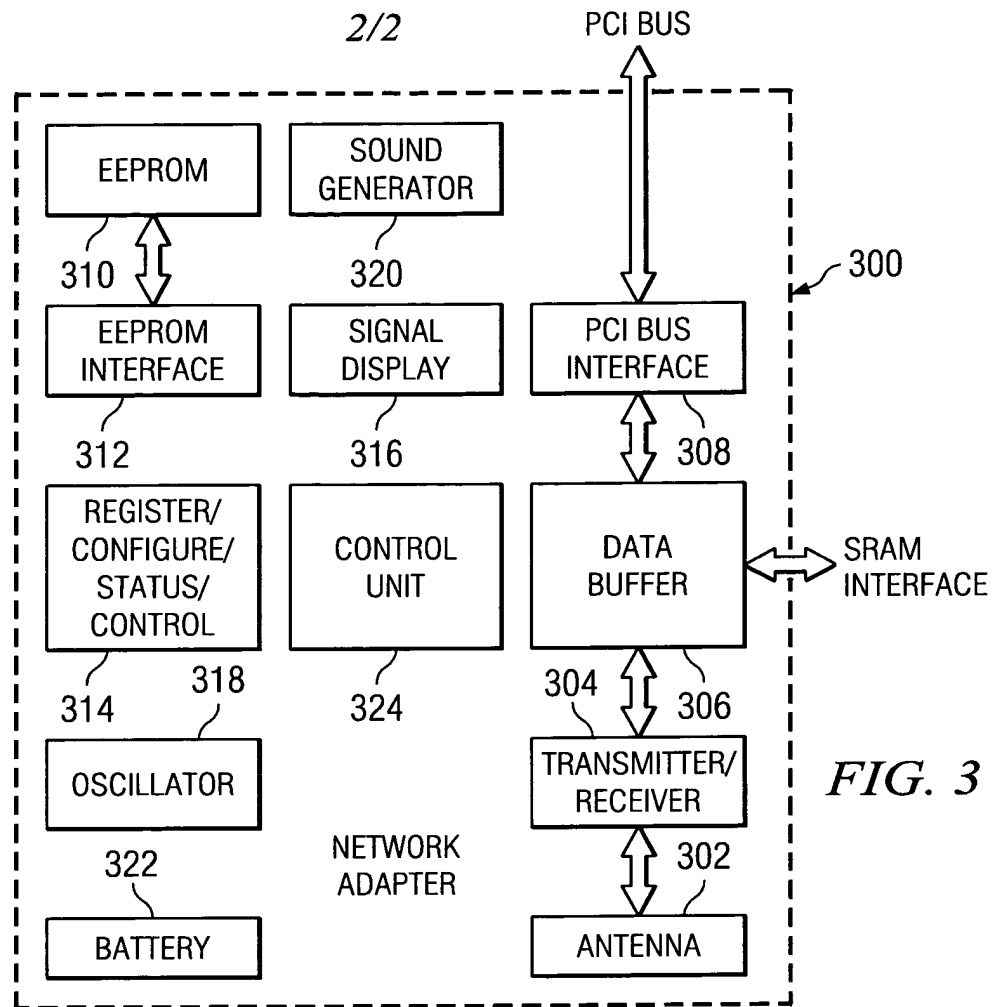 2/2
PCI BUS
EEPROM
310
SOUND
GENERATOR
320
300
EEPROM
INTERFACE
312
SIGNAL
DISPLAY
316
PCI BUS
INTERFACE
308
REGISTER/
CONFIGURE/
STATUS/
CONTROL
314
CONTROL
UNIT
324
DATA
BUFFER
306
SRAM
INTERFACE
318
OSCILLATOR
304
TRANSMITTER/
RECEIVER
FIG. 3
322
BATTERY
NETWORK
ADAPTER
302
ANTENNA